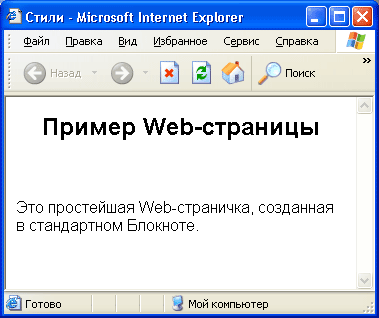 Стили - Microsoft Internet Explorer
Файл Правка Вид Избранное Сервис Справка
Назад Поиск
Пример Web-страницы
Это простейшая Web-страничка, созданная
в стандартном Блокноте.
Готово Мой компьютер